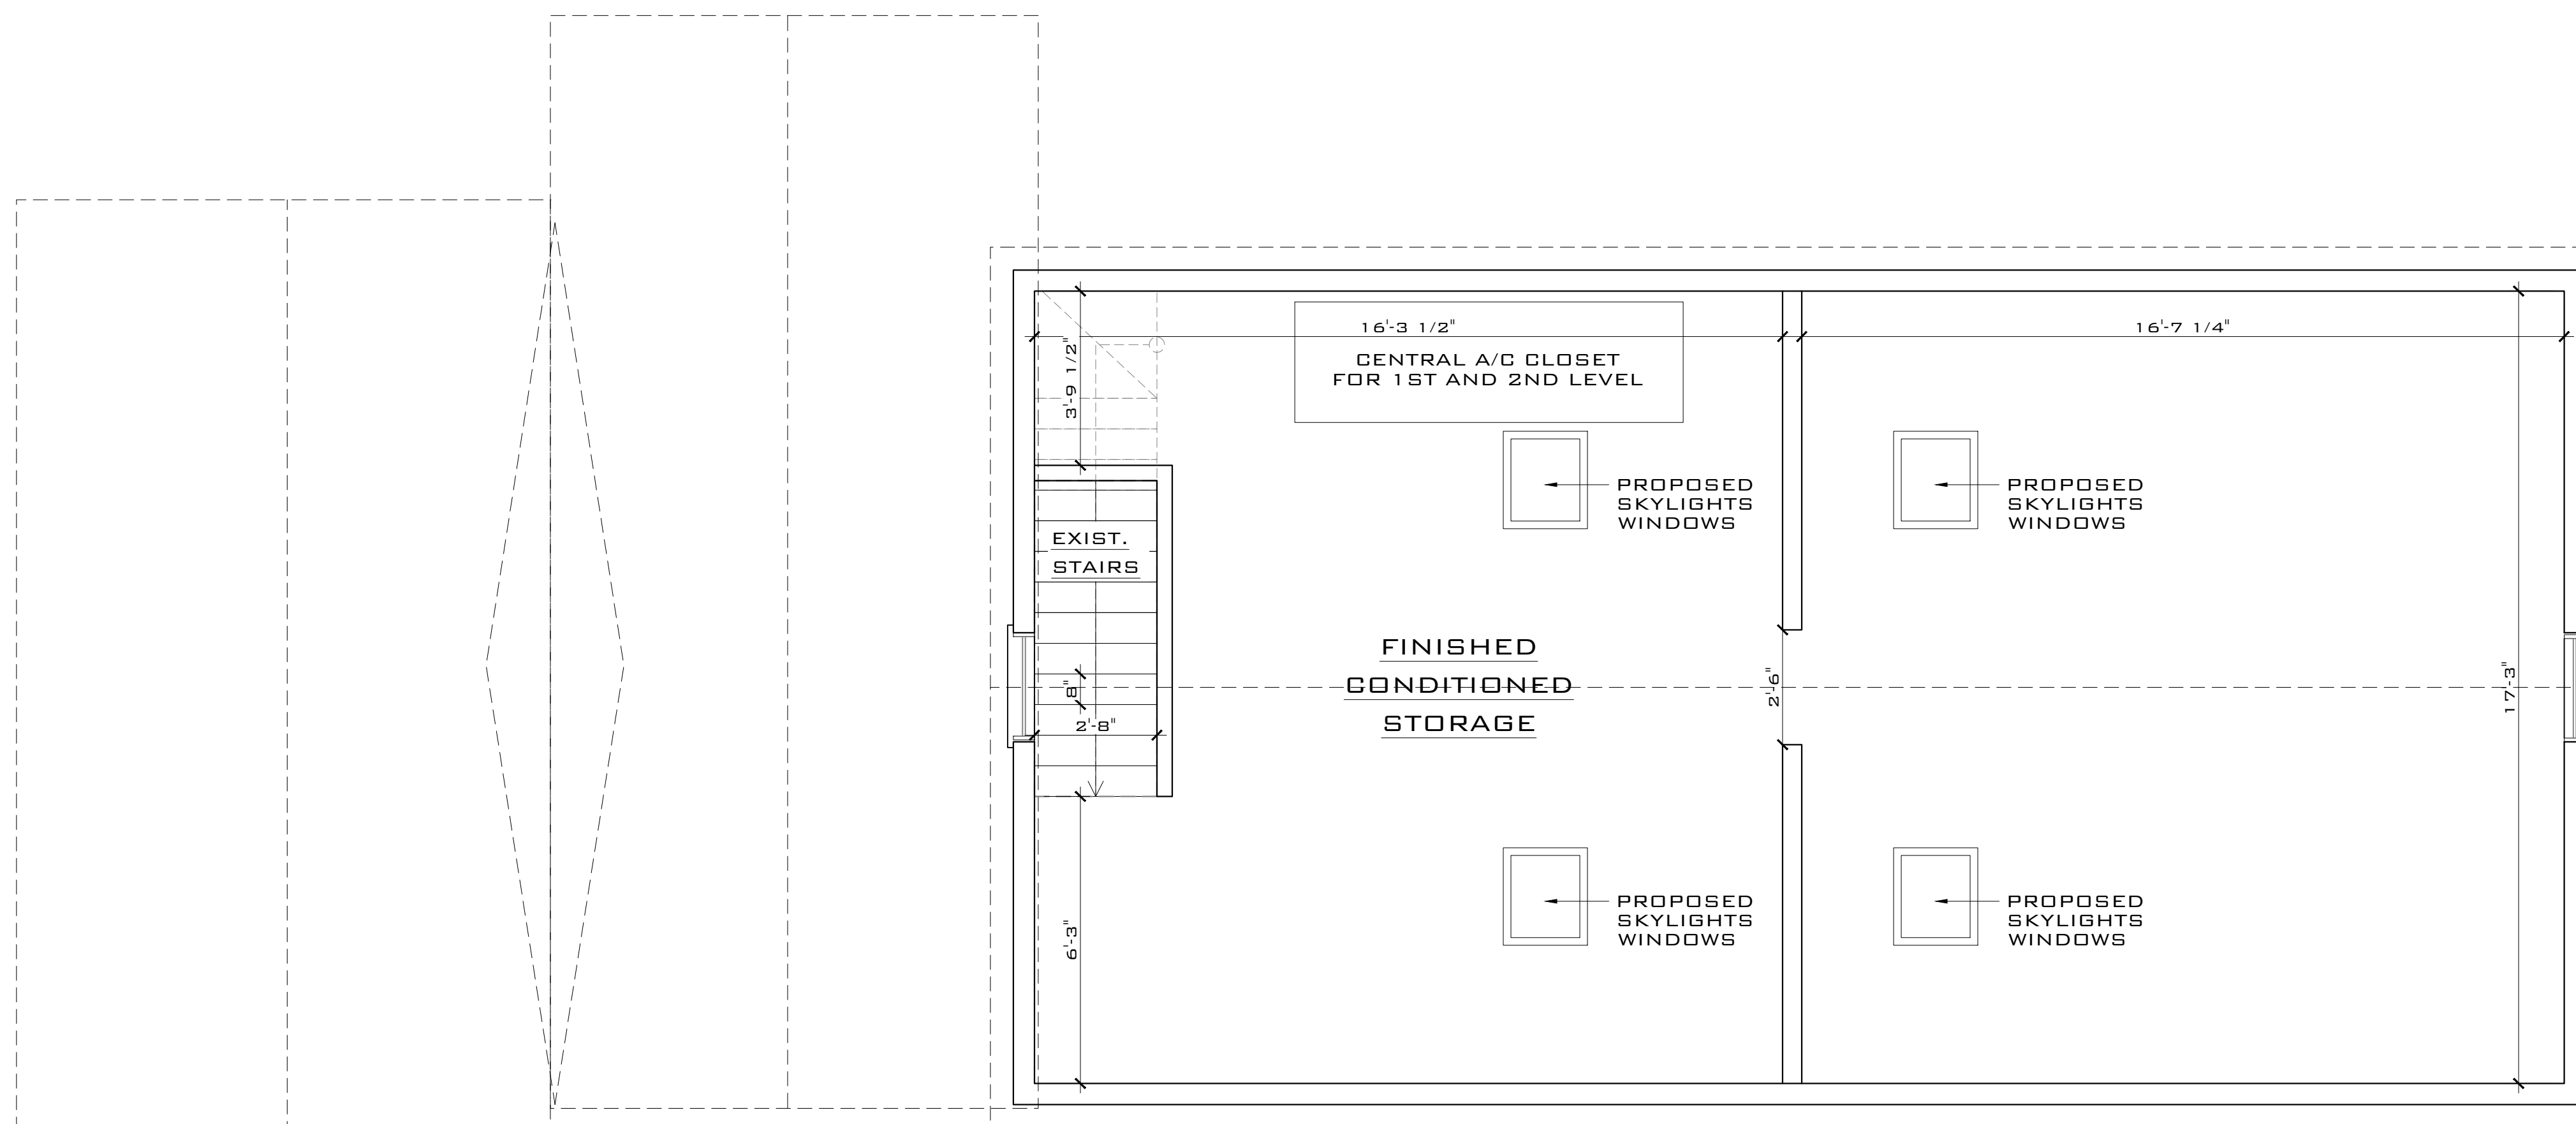 16'-3 1/2"
16'-7 1/4"
3'-9 1/2"
CENTRAL A/C CLOSET
FOR 1ST AND 2ND LEVEL
PROPOSED
SKYLIGHTS
WINDOWS
PROPOSED
SKYLIGHTS
WINDOWS
EXIST.
STAIRS
FINISHED
CONDITIONED
STORAGE
8"
2'-8"
2'-6"
17'-3"
6'-3"
PROPOSED
SKYLIGHTS
WINDOWS
PROPOSED
SKYLIGHTS
WINDOWS